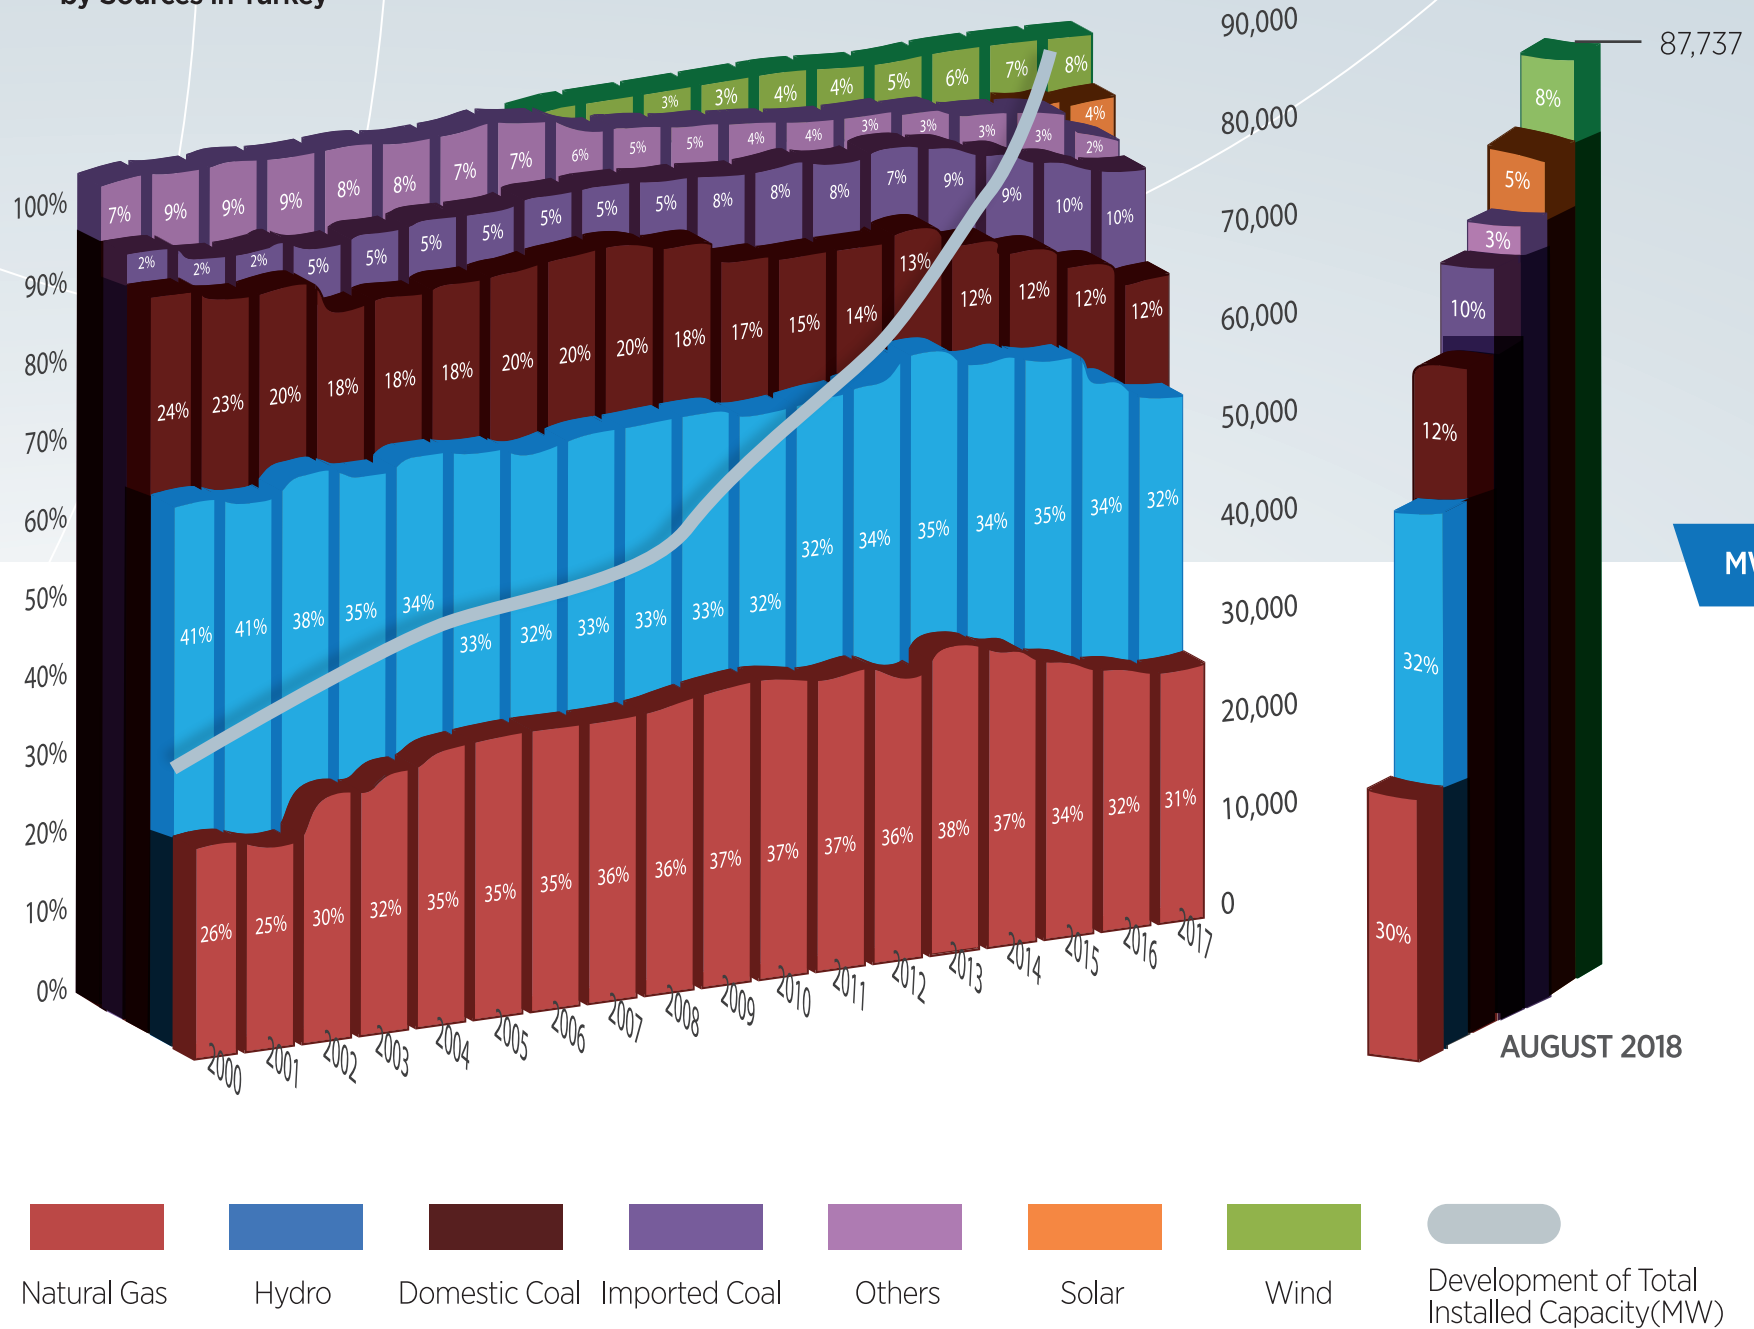 by Sources in Turkey
90,000
80,000
70,000
60,000
50,000
40,000
30,000
20,000
10,000
0
100%
90%
80%
70%
60%
50%
40%
30%
20%
10%
0%
3% 3% 4% 4% 5% 6% 7% 8%
4%
7% 9% 9% 9% 8% 8% 7% 7% 6% 5% 5% 4% 4% 3% 3% 3% 3% 2%
2% 2% 2% 5% 5% 5% 5% 5% 5% 5% 8% 8% 8% 7% 9% 9% 10% 10%
24% 23% 20% 18% 18% 18% 20% 20% 20% 18% 17% 15% 14% 13% 12% 12% 12% 12%
41% 41% 38% 35% 34% 33% 32% 33% 33% 33% 32% 32% 34% 35% 34% 35% 34% 32%
26% 25% 30% 32% 35% 35% 35% 36% 36% 37% 37% 37% 36% 38% 37% 34% 32% 31%
2000 2001 2002 2003 2004 2005 2006 2007 2008 2009 2010 2011 2012 2013 2014 2015 2016 2017
87,737
8%
5%
3%
10%
12%
32%
30%
AUGUST 2018
Natural Gas
Hydro
Domestic Coal
Imported Coal
Others
Solar
Wind
Development of Total
Installed Capacity(MW)